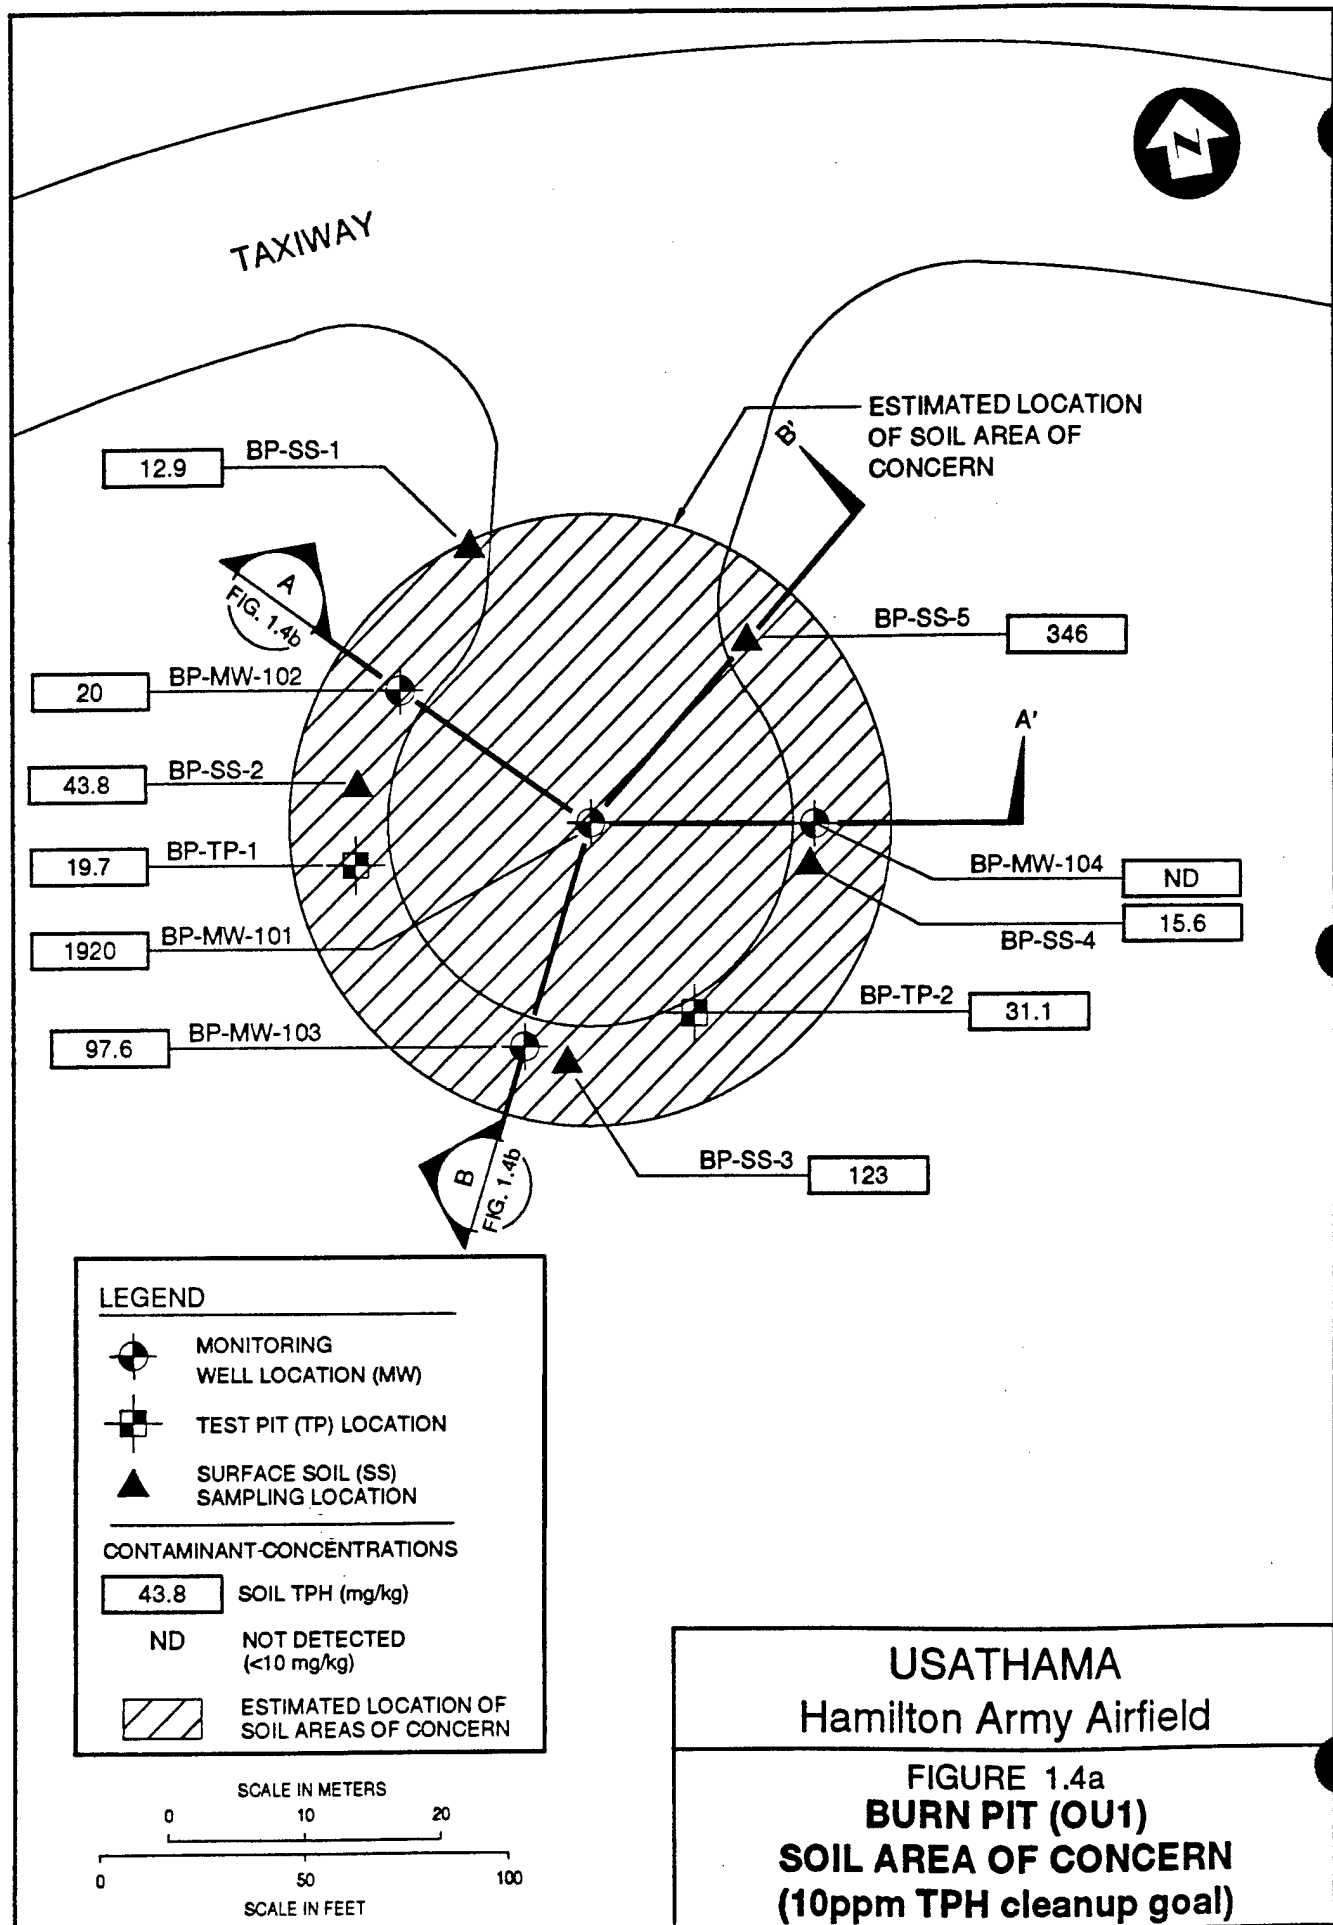 N
TAXIWAY
ESTIMATED LOCATION
OF SOIL AREA OF
CONCERN
B'
BP-SS-1
12.9
A
FIG. 1.4b
BP-SS-5
346
BP-MW-102
20
A'
BP-SS-2
43.8
BP-TP-1
19.7
BP-MW-104
ND
BP-SS-4
15.6
BP-MW-101
1920
BP-TP-2
31.1
BP-MW-103
97.6
B
FIG. 1.4b
BP-SS-3
123
LEGEND
MONITORING
WELL LOCATION (MW)
TEST PIT (TP) LOCATION
SURFACE SOIL (SS)
SAMPLING LOCATION
CONTAMINANT-CONCENTRATIONS
43.8 SOIL TPH (mg/kg)
ND NOT DETECTED
(<10 mg/kg)
ESTIMATED LOCATION OF
SOIL AREAS OF CONCERN
SCALE IN METERS
0 10 20
0 50 100
SCALE IN FEET
USATHAMA
Hamilton Army Airfield
FIGURE 1.4a
BURN PIT (OU1)
SOIL AREA OF CONCERN
(10ppm TPH cleanup goal)